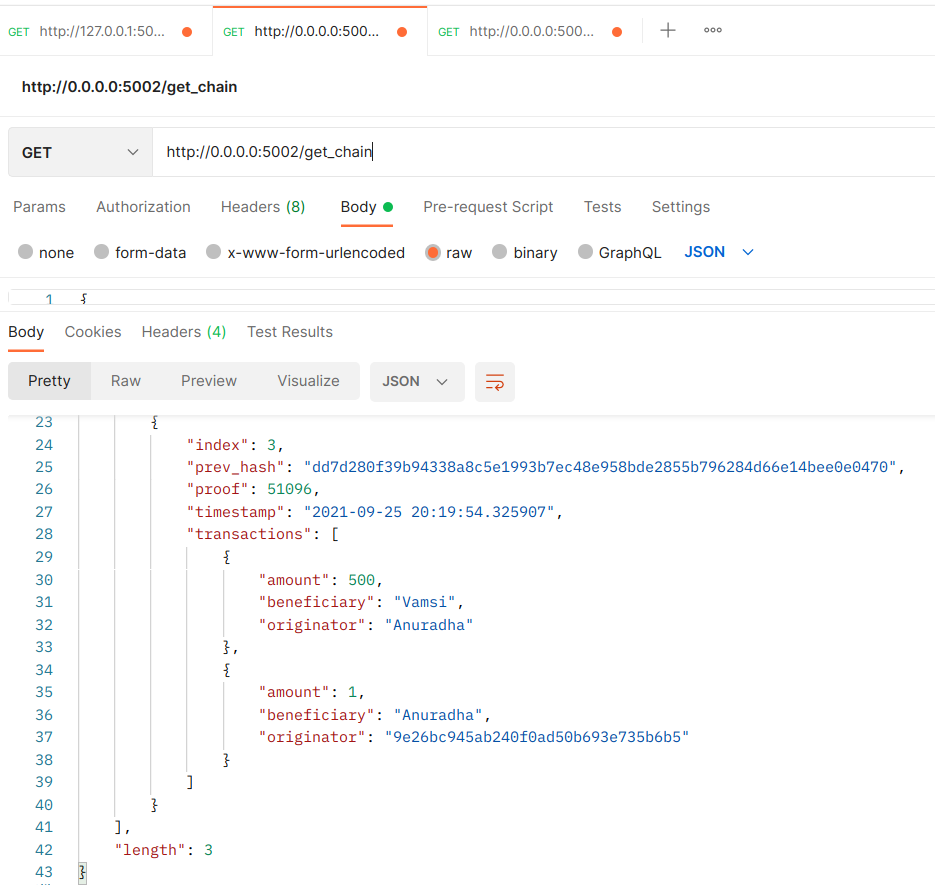 GET http://127.0.0.1:50... GET http://0.0.0.0:500... GET http://0.0.0.0:500...
http://0.0.0.0:5002/get_chain
GET http://0.0.0.0:5002/get_chain
Params Authorization Headers (8) Body Pre-request Script Tests Settings
none form-data x-www-form-urlencoded raw binary GraphQL JSON
1 {
Body Cookies Headers (4) Test Results
Pretty Raw Preview Visualize JSON
23 {
24 "index": 3,
25 "prev_hash": "dd7d280f39b94338a8c5e1993b7ec48e958bde2855b796284d66e14bee0e0470",
26 "proof": 51096,
27 "timestamp": "2021-09-25 20:19:54.325907",
28 "transactions": [
29 {
30 "amount": 500,
31 "beneficiary": "Vamsi",
32 "originator": "Anuradha"
33 },
34 {
35 "amount": 1,
36 "beneficiary": "Anuradha",
37 "originator": "9e26bc945ab240f0ad50b693e735b6b5"
38 }
39 ]
40 }
41 ],
42 "length": 3
43 }